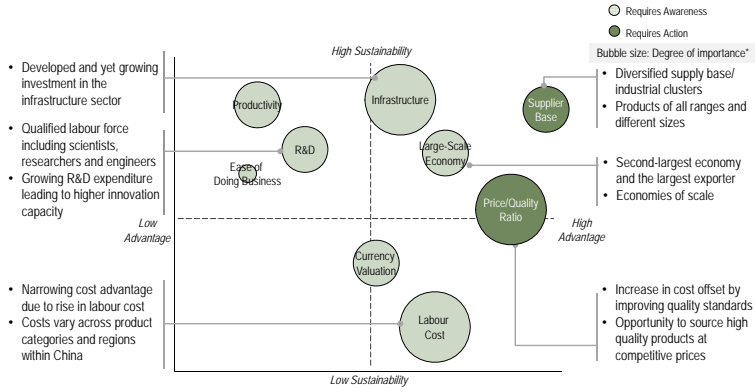 Requires Awareness
Requires Action
Bubble size: Degree of importance*
High Sustainability
• Developed and yet growing
investment in the
infrastructure sector
• Qualified labour force
including scientists,
researchers and engineers
• Growing R&D expenditure
leading to higher innovation
capacity
Low
Advantage
• Narrowing cost advantage
due to rise in labour cost
• Costs vary across product
categories and regions
within China
Productivity
Infrastructure
Supplier
Base
R&D
Large-Scale
Economy
Ease of
Doing Business
Price/Quality
Ratio
Currency
Valuation
Labour
Cost
• Diversified supply base/
industrial clusters
• Products of all ranges and
different sizes
• Second-largest economy
and the largest exporter
• Economies of scale
High
Advantage
• Increase in cost offset by
improving quality standards
• Opportunity to source high
quality products at
competitive prices
Low Sustainability